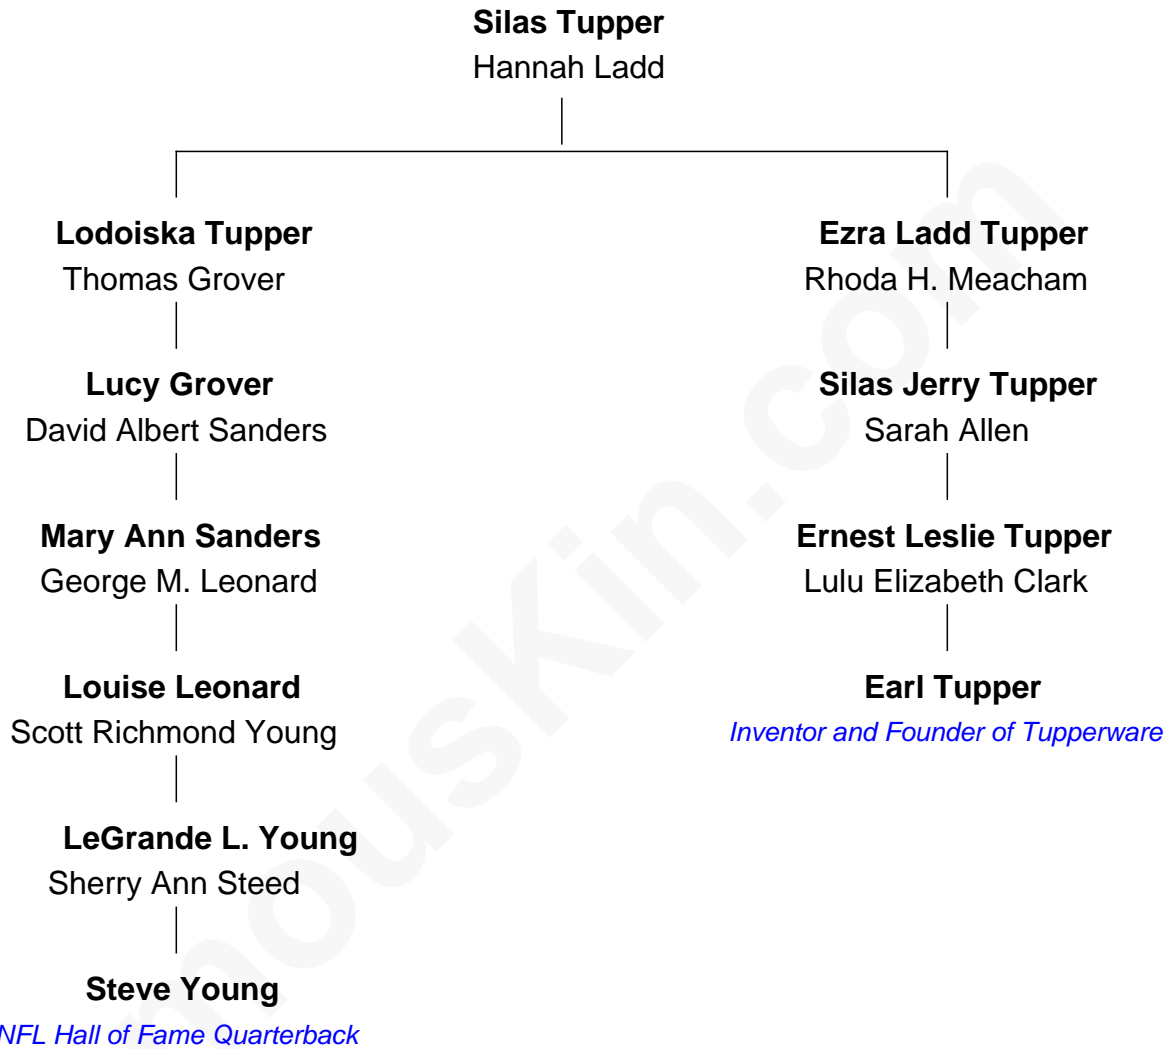 Silas Tupper
Hannah Ladd
Lodoiska Tupper
Thomas Grover
Ezra Ladd Tupper
Rhoda H. Meacham
Lucy Grover
David Albert Sanders
Silas Jerry Tupper
Sarah Allen
Mary Ann Sanders
George M. Leonard
Ernest Leslie Tupper
Lulu Elizabeth Clark
Louise Leonard
Scott Richmond Young
Earl Tupper
Inventor and Founder of Tupperware
LeGrande L. Young
Sherry Ann Steed
Steve Young
NFL Hall of Fame Quarterback
mouskin.com